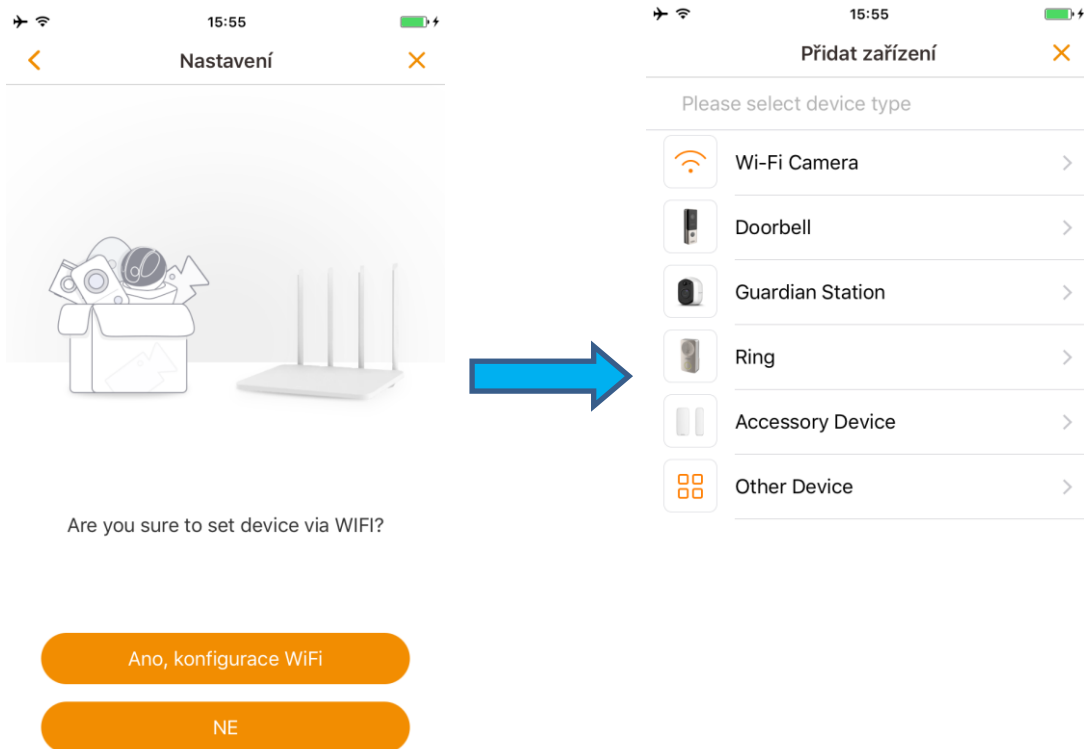 15:55
Nastavení
Are you sure to set device via WIFI?
Ano, konfigurace WiFi
NE
15:55
Přidat zařízení
Please select device type
Wi-Fi Camera
Doorbell
Guardian Station
Ring
Accessory Device
Other Device